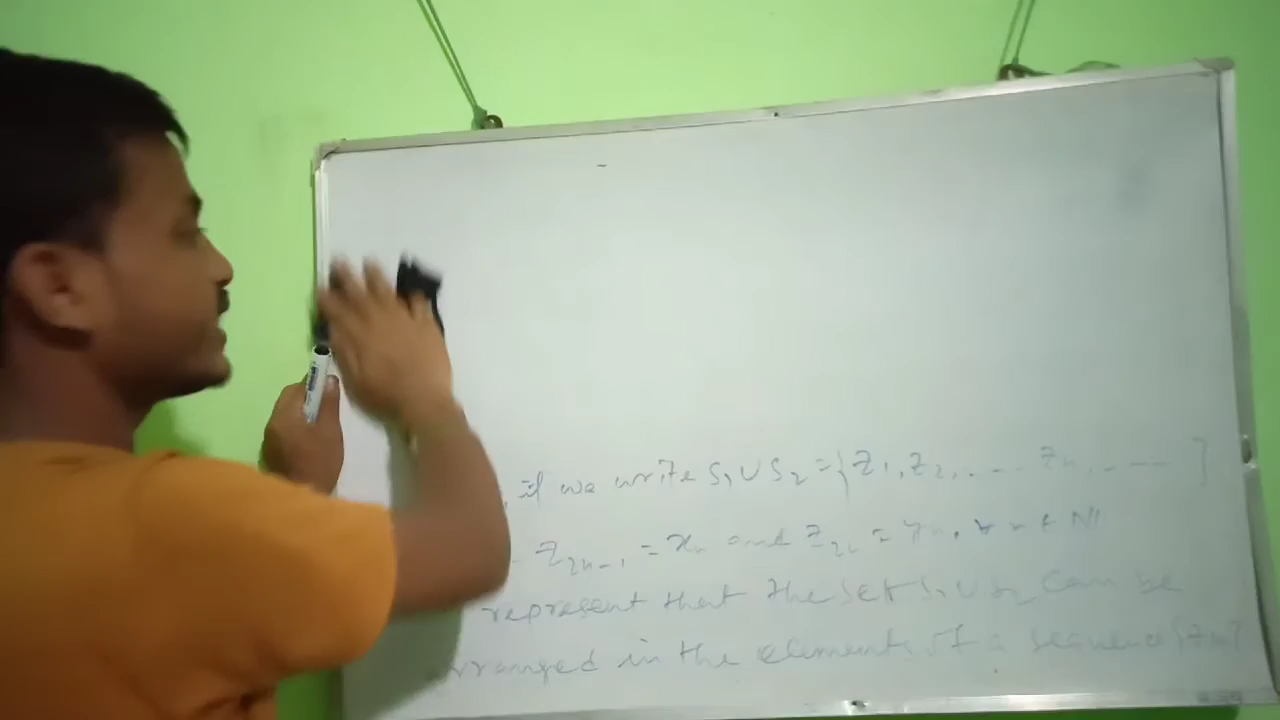 if we write S₁ ∪ S₂ = {Z₁, Z₂, .... Zₙ, .... }
Z₂ₙ₋₁ = xₙ and Z₂ₙ = yₙ, ∀ n ∈ ℕ
represent that the set S₁ ∪ S₂ can be
arranged in the elements of a sequence {Zₙ}